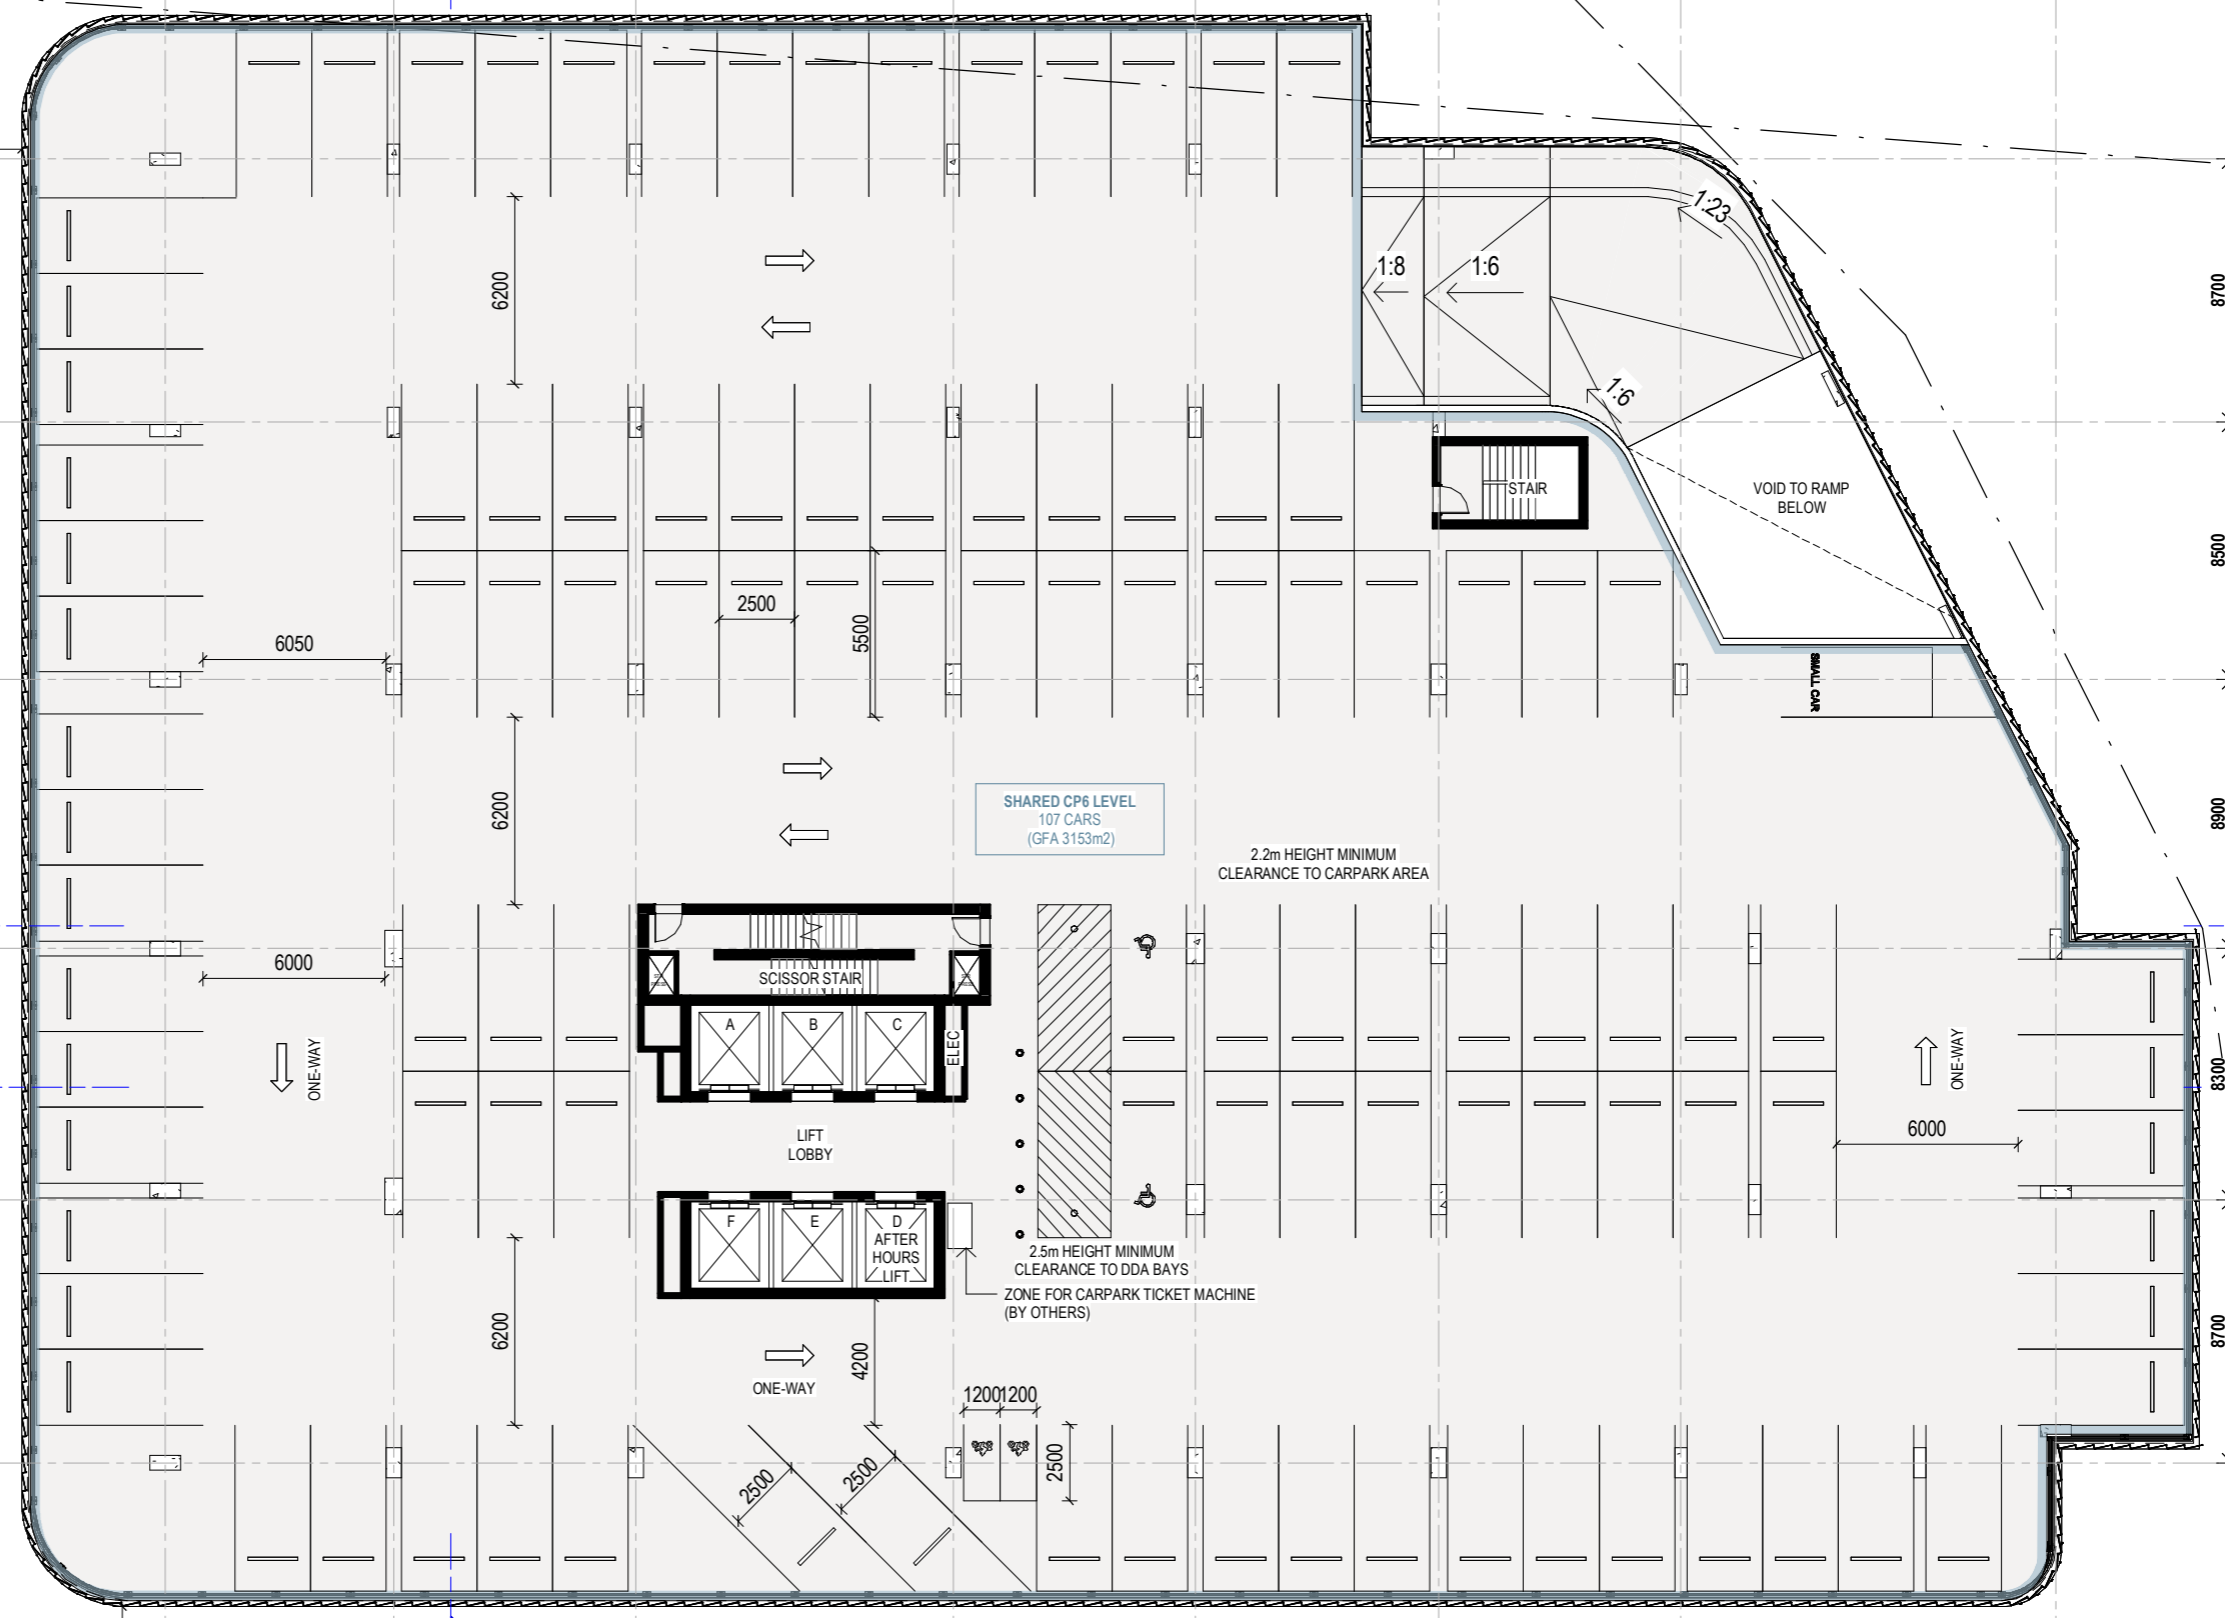 1:23
1:8
1:6
6200
8700
1:6
STAIR
VOID TO RAMP
BELOW
8500
2500
5500
6050
SMALL CAR
6200
SHARED CP6 LEVEL
107 CARS
(GFA 3153m2)
8900
2.2m HEIGHT MINIMUM
CLEARANCE TO CARPARK AREA
6000
SCISSOR STAIR
A
B
C
ELEC
ONE-WAY
ONE-WAY
8300
LIFT
LOBBY
6000
F
E
D
AFTER
HOURS
LIFT
2.5m HEIGHT MINIMUM
CLEARANCE TO DDA BAYS
ZONE FOR CARPARK TICKET MACHINE
(BY OTHERS)
6200
4200
8700
ONE-WAY
1200
1200
2500
2500
2500